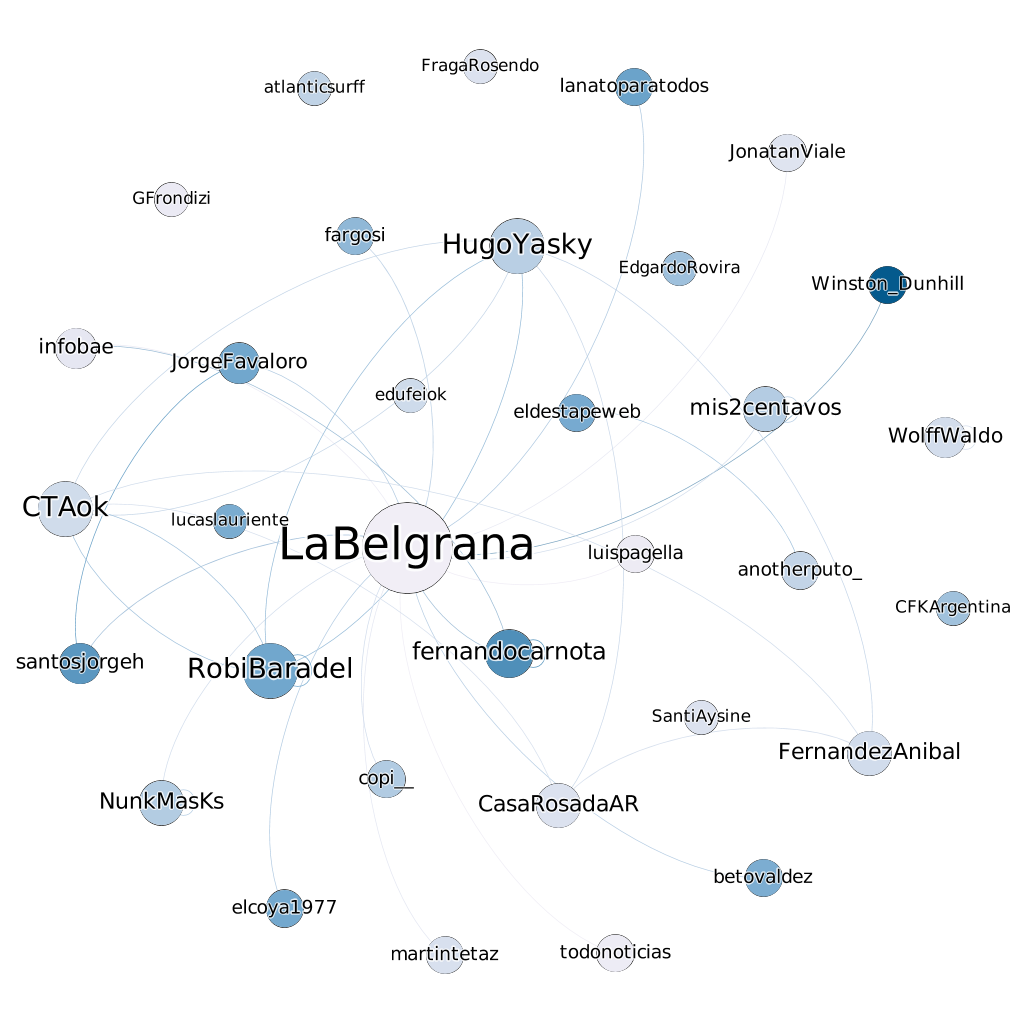 FragaRosendo
atlanticsurff
lanatoparatodos
JonatanViale
GFrondizi
fargosi
HugoYasky
EdgardoRovira
Winston_Dunhill
infobae
JorgeFavaloro
edufeiok
eldestapeweb
mis2centavos
WolffWaldo
CTAok
lucaslauriente
LaBelgrana
luispagella
anotherputo_
CFKArgentina
santosjorgeh
RobiBaradel
fernandocarnota
SantiAysine
FernandezAnibal
copi__
NunkMasKs
CasaRosadaAR
betovaldez
elcoya1977
martintetaz
todonoticias